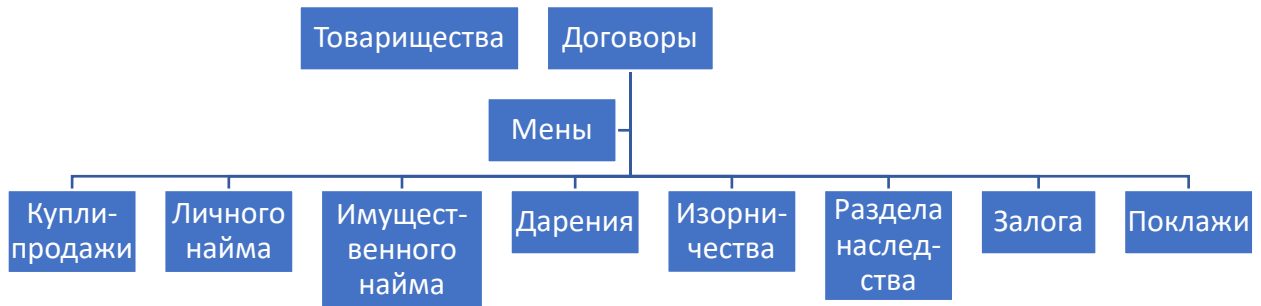 Товарищества
Договоры
Мены
Купли-
продажи
Личного
найма
Имущест-
венного
найма
Дарения
Изорни-
чества
Раздела
наслед-
ства
Залога
Поклажи